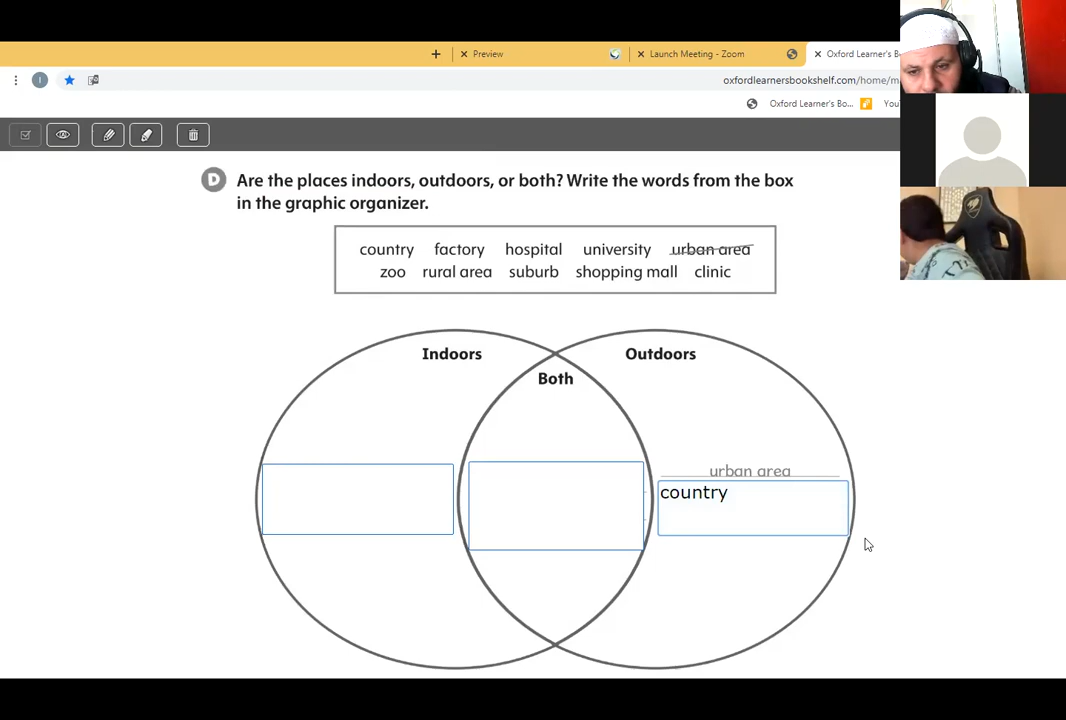 + × Preview × Launch Meeting - Zoom × Oxford Learner's B
oxfordlearnersbookshelf.com/home/m
Oxford Learner's Bo... You
D Are the places indoors, outdoors, or both? Write the words from the box
in the graphic organizer.
country factory hospital university urban area
zoo rural area suburb shopping mall clinic
Indoors Outdoors
Both
urban area
country